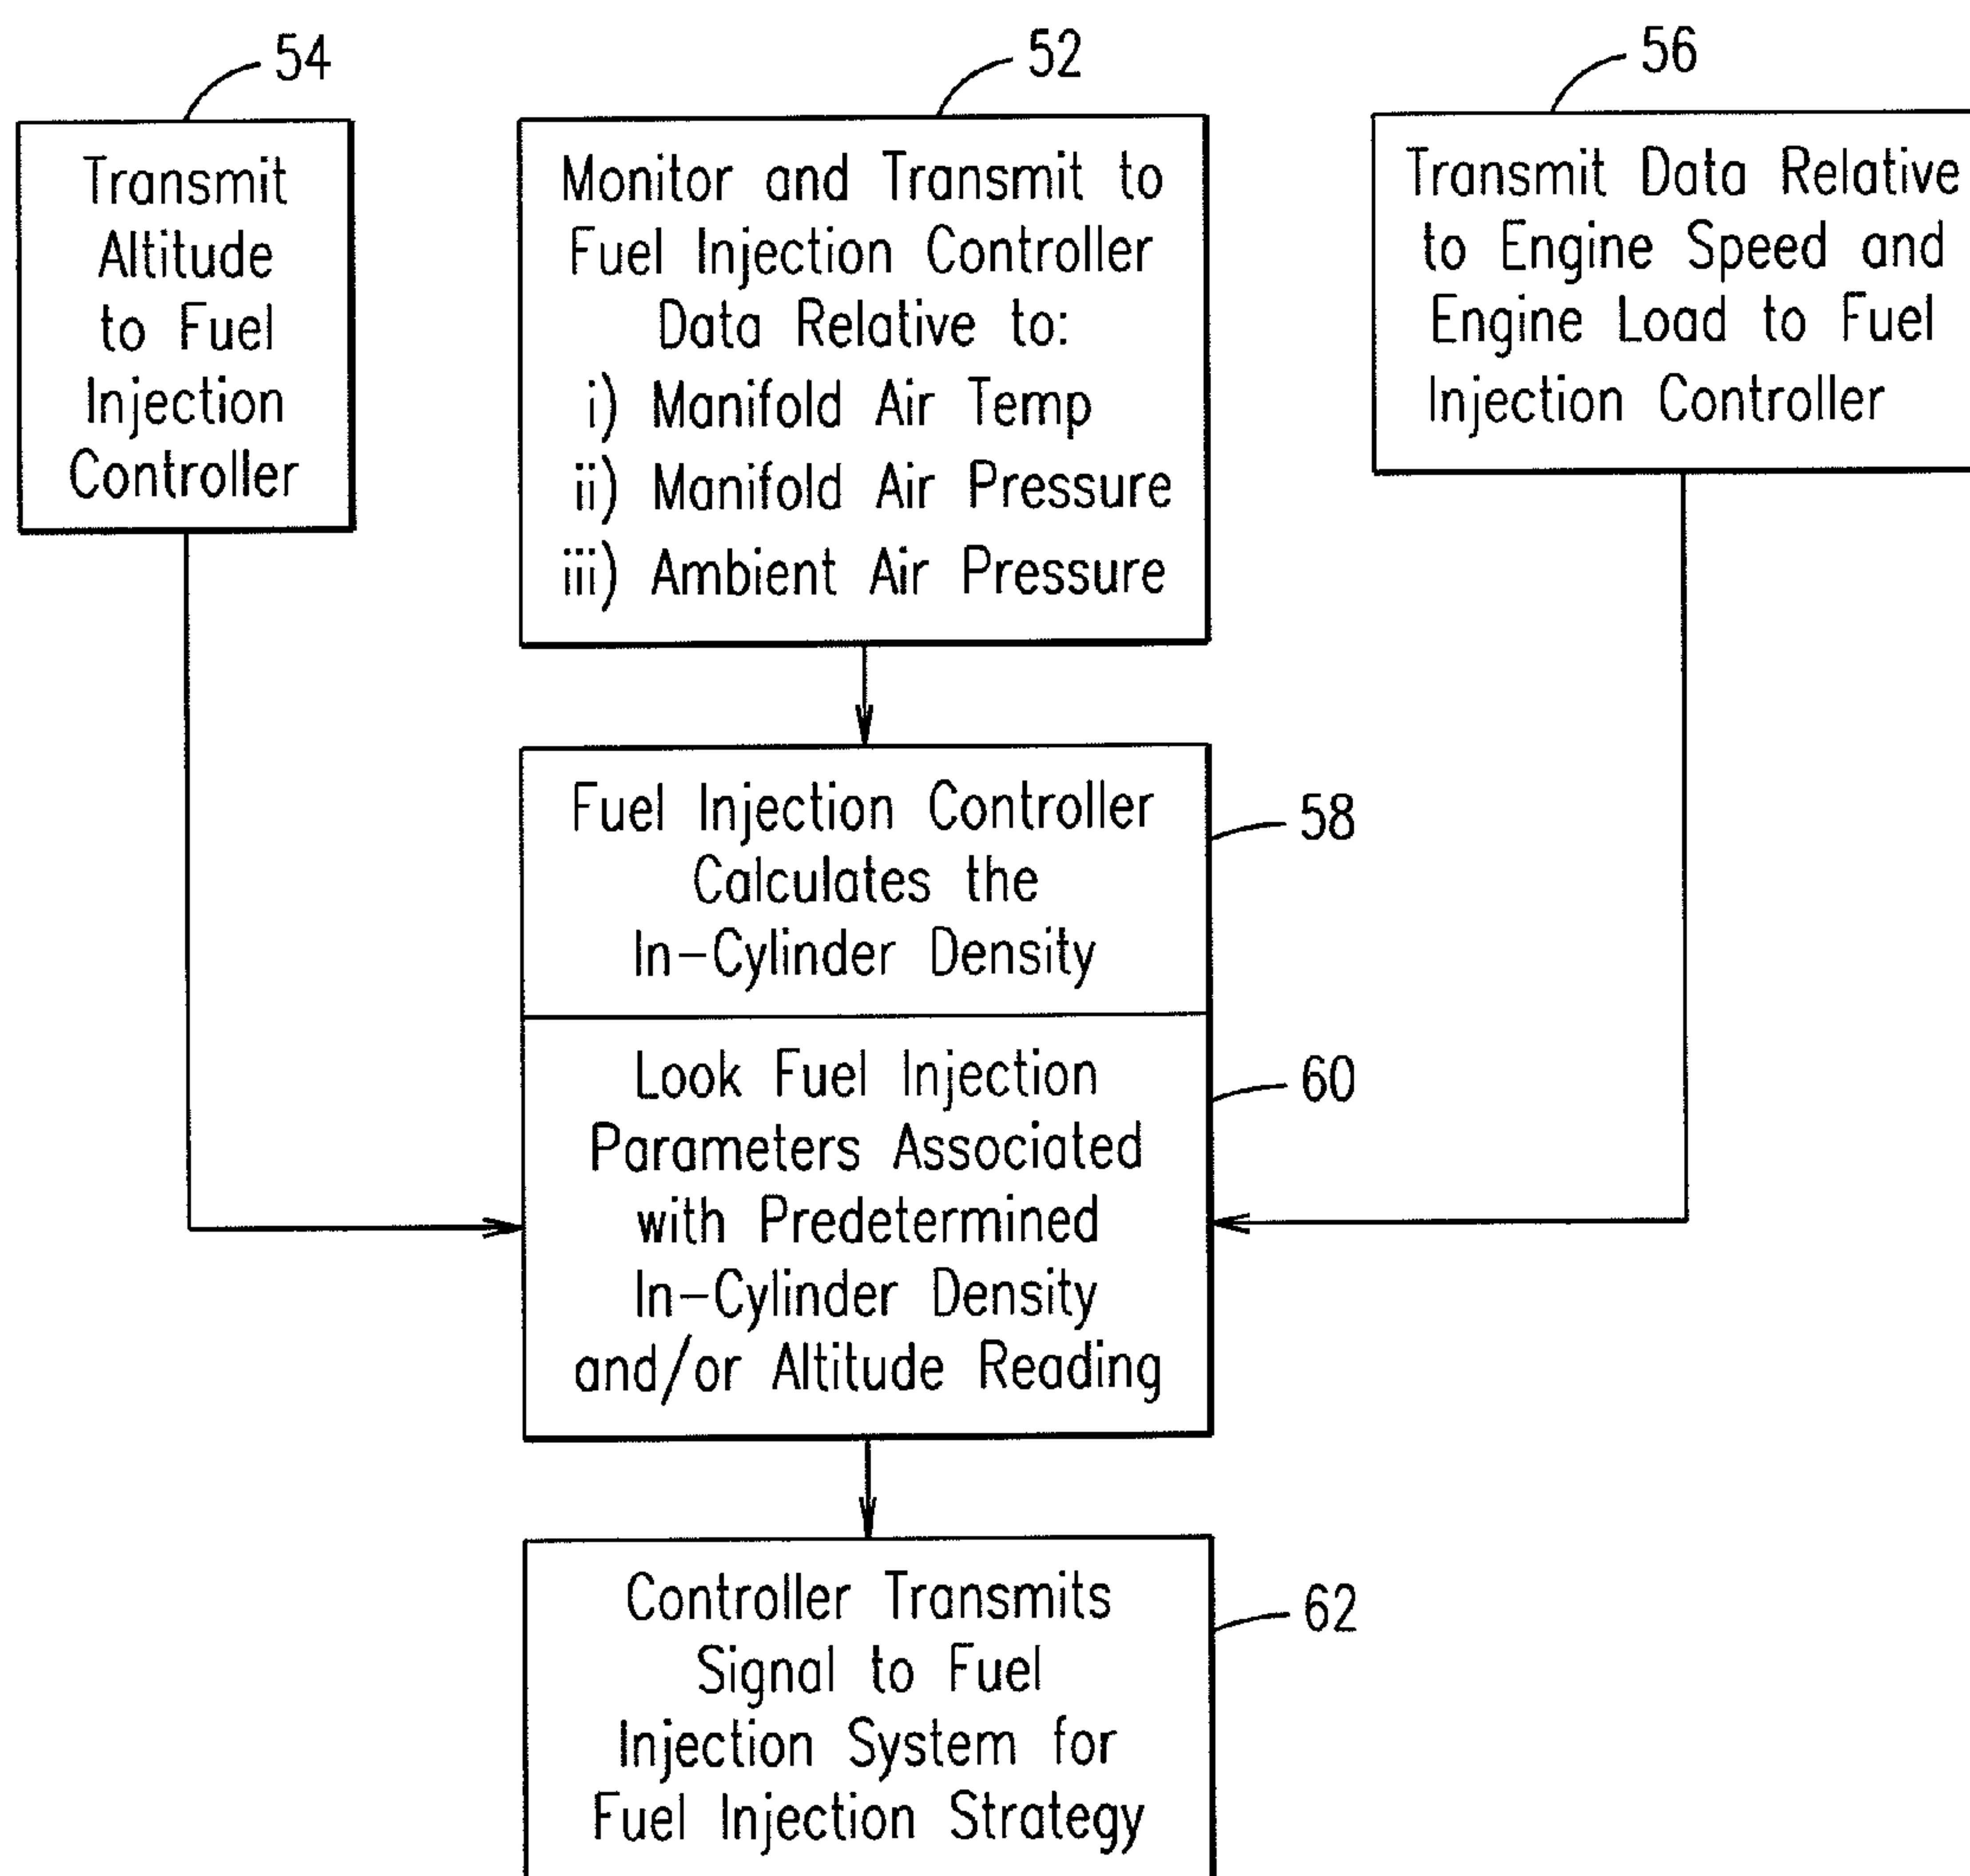 54
Transmit
Altitude
to Fuel
Injection
Controller
52
Monitor and Transmit to
Fuel Injection Controller
Data Relative to:
i) Manifold Air Temp
ii) Manifold Air Pressure
iii) Ambient Air Pressure
56
Transmit Data Relative
to Engine Speed and
Engine Load to Fuel
Injection Controller
Fuel Injection Controller
Calculates the
In-Cylinder Density
58
Look Fuel Injection
Parameters Associated
with Predetermined
In-Cylinder Density
and/or Altitude Reading
60
Controller Transmits
Signal to Fuel
Injection System for
Fuel Injection Strategy
62